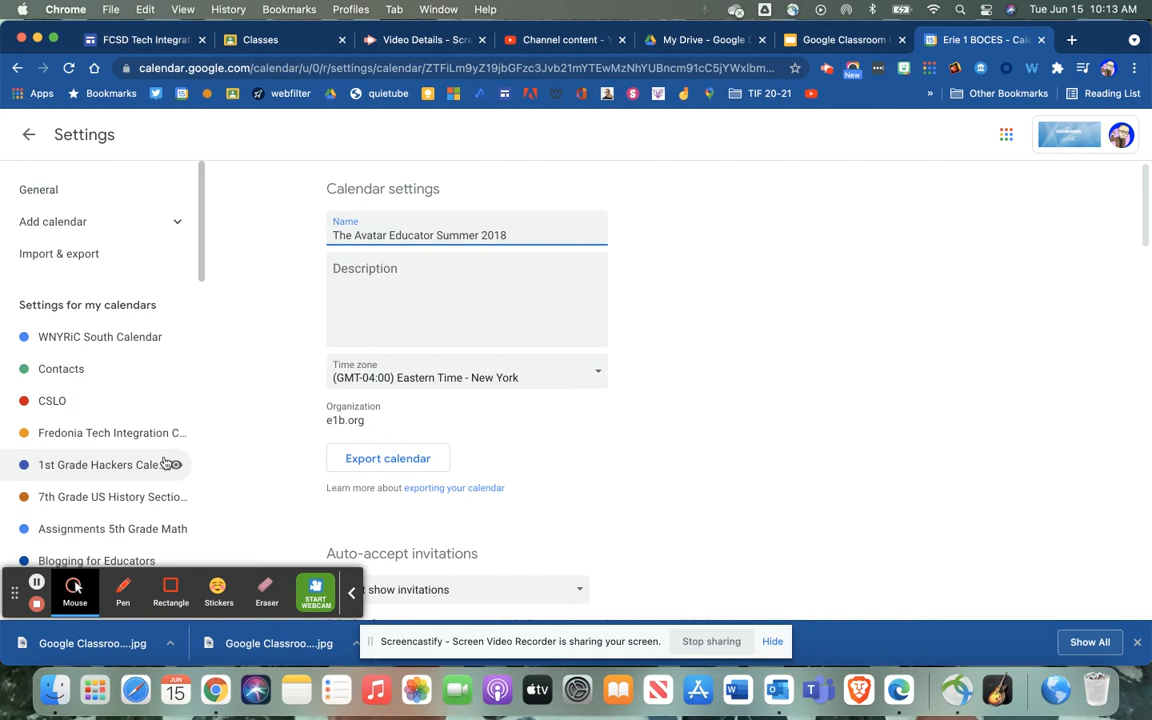 Chrome File Edit View History Bookmarks Profiles Tab Window Help Tue Jun 15 10:13 AM
FCSD Tech Integrat Classes Video Details - Scre Channel content - My Drive - Google Google Classroom Erie 1 BOCES - Cale
calendar.google.com/calendar/u/0/r/settings/calendar/ZTFiLm9yZ19jbGFzc3Jvb21mYTEwMzNhYUBncm91cC5jYWxlbm... New
Apps Bookmarks webfilter quietube TIF 20-21 » Other Bookmarks Reading List
Settings
General
Add calendar
Import & export
Settings for my calendars
WNYRiC South Calendar
Contacts
CSLO
Fredonia Tech Integration C...
1st Grade Hackers Cale
7th Grade US History Sectio...
Assignments 5th Grade Math
Blogging for Educators
Calendar settings
Name
The Avatar Educator Summer 2018
Description
Time zone
(GMT-04:00) Eastern Time - New York
Organization
e1b.org
Export calendar
Learn more about exporting your calendar
Auto-accept invitations
show invitations
Mouse Pen Rectangle Stickers Eraser START WEBCAM
Google Classroo....jpg Google Classroo....jpg Screencastify - Screen Video Recorder is sharing your screen. Stop sharing Hide Show All
JUN
15
tv